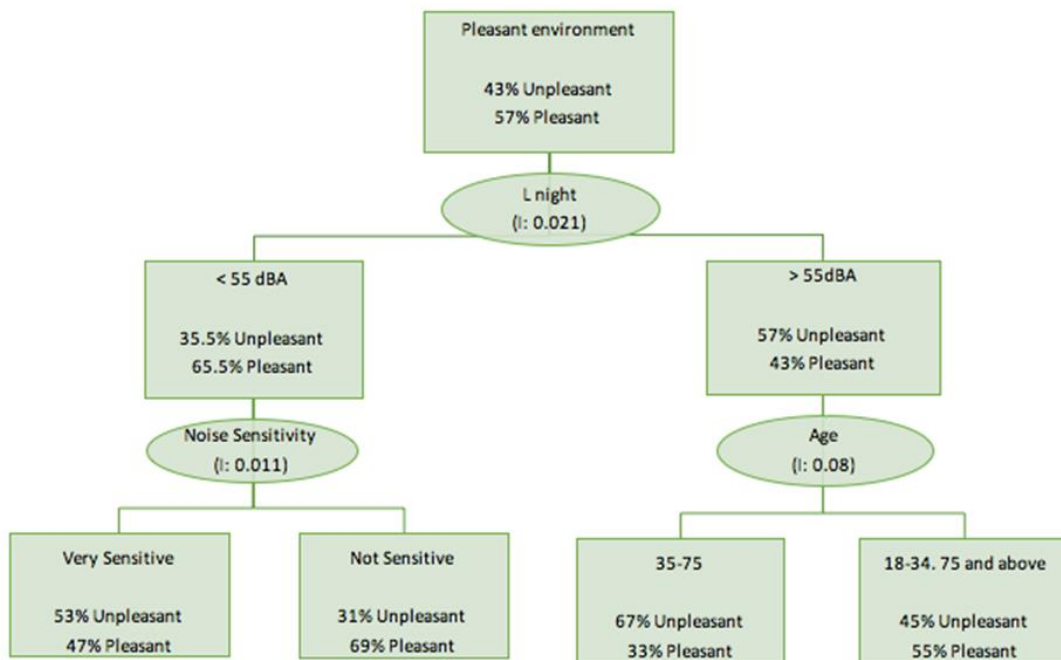 Pleasant environment
43% Unpleasant
57% Pleasant
L night
(I: 0.021)
< 55 dBA
35.5% Unpleasant
65.5% Pleasant
> 55dBA
57% Unpleasant
43% Pleasant
Noise Sensitivity
(I: 0.011)
Age
(I: 0.08)
Very Sensitive
53% Unpleasant
47% Pleasant
Not Sensitive
31% Unpleasant
69% Pleasant
35-75
67% Unpleasant
33% Pleasant
18-34. 75 and above
45% Unpleasant
55% Pleasant